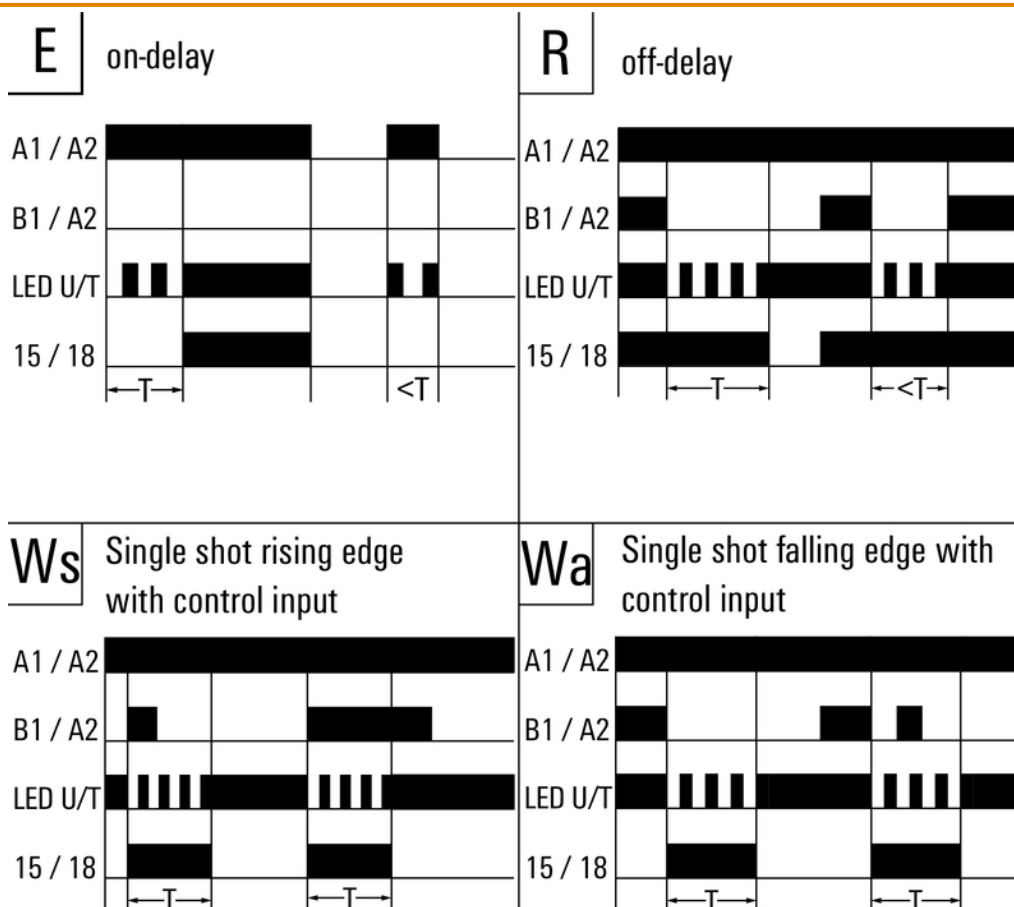 E
on-delay
A1 / A2
B1 / A2
LED U/T
15 / 18
T
<T
R
off-delay
A1 / A2
B1 / A2
LED U/T
15 / 18
T
<T
Ws
Single shot rising edge
with control input
A1 / A2
B1 / A2
LED U/T
15 / 18
T
T
Wa
Single shot falling edge with
control input
A1 / A2
B1 / A2
LED U/T
15 / 18
T
T